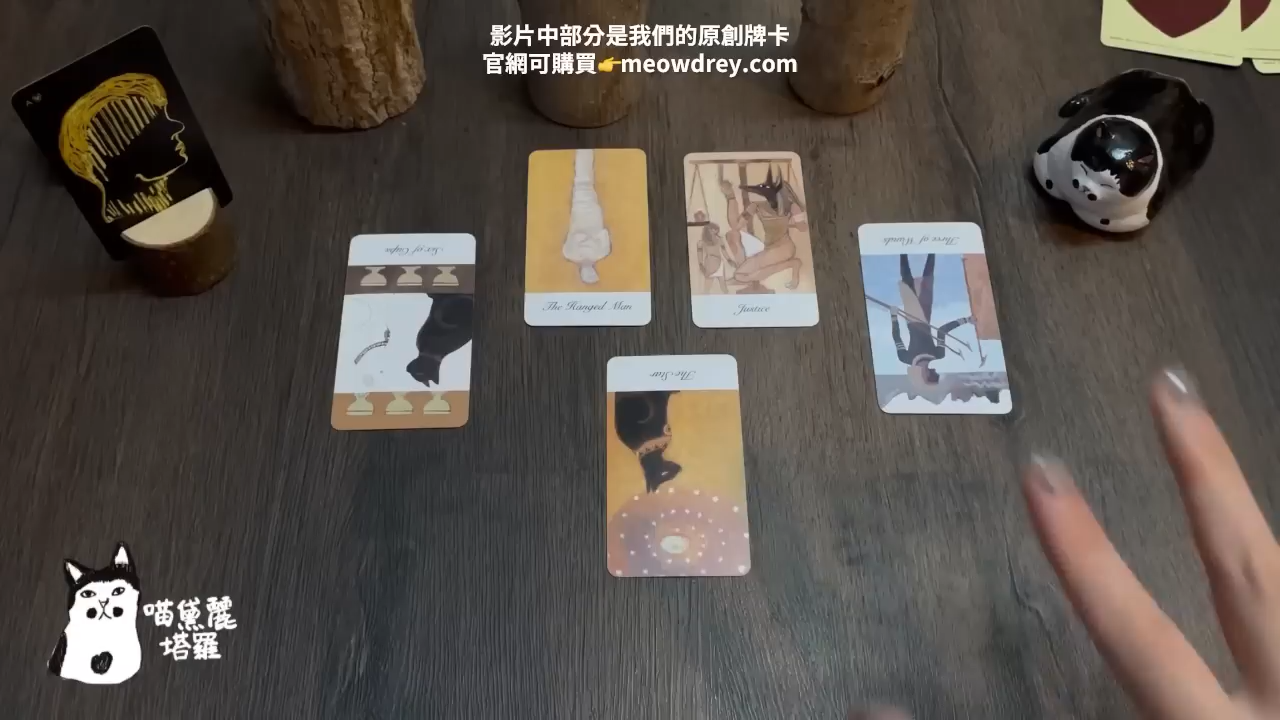 影片中部分是我們的原創牌卡
官網可購買👉meowdrey.com
A
Six of Cups
The Hanged Man
Justice
Three of Wands
The Star
喵黛麗
塔羅